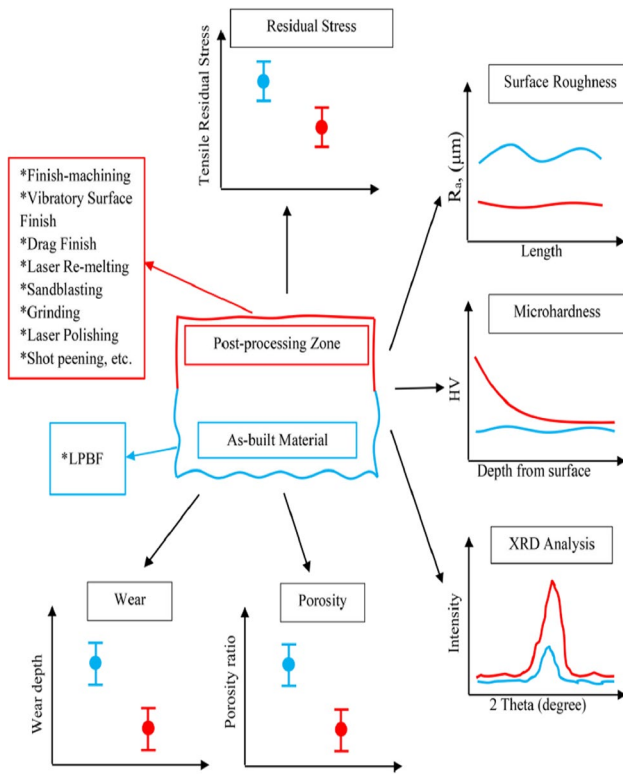 Residual Stress
Tensile Residual Stress
Surface Roughness
Rₐ, (μm)
Length
*Finish-machining
*Vibratory Surface
Finish
*Drag Finish
*Laser Re-melting
*Sandblasting
*Grinding
*Laser Polishing
*Shot peening, etc.
Post-processing Zone
Microhardness
HV
Depth from surface
*LPBF
As-built Material
Wear
Wear depth
Porosity
Porosity ratio
XRD Analysis
Intensity
2 Theta (degree)